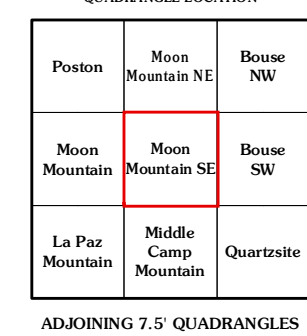 QUADRANGLE LOCATION
Poston
Moon
Mountain NE
Bouse
NW
Moon
Mountain
Moon
Mountain SE
Bouse
SW
La Paz
Mountain
Middle
Camp
Mountain
Quartzsite
ADJOINING 7.5' QUADRANGLES